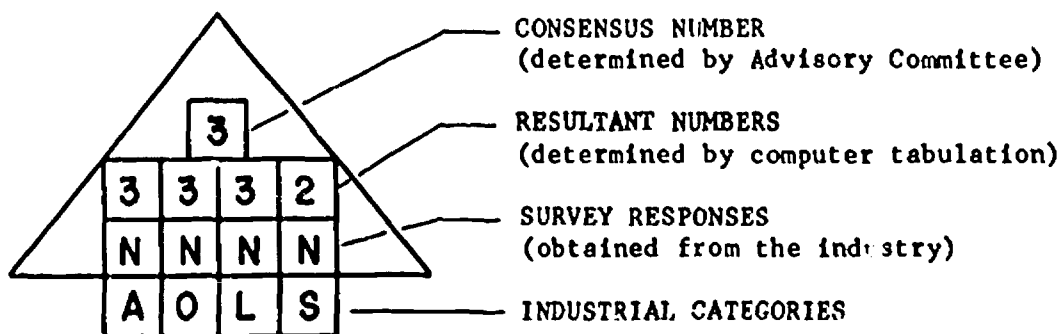 CONSENSUS NUMBER
(determined by Advisory Committee)
3
RESULTANT NUMBERS
(determined by computer tabulation)
3 3 3 2
SURVEY RESPONSES
(obtained from the industry)
N N N N
INDUSTRIAL CATEGORIES
A O L S